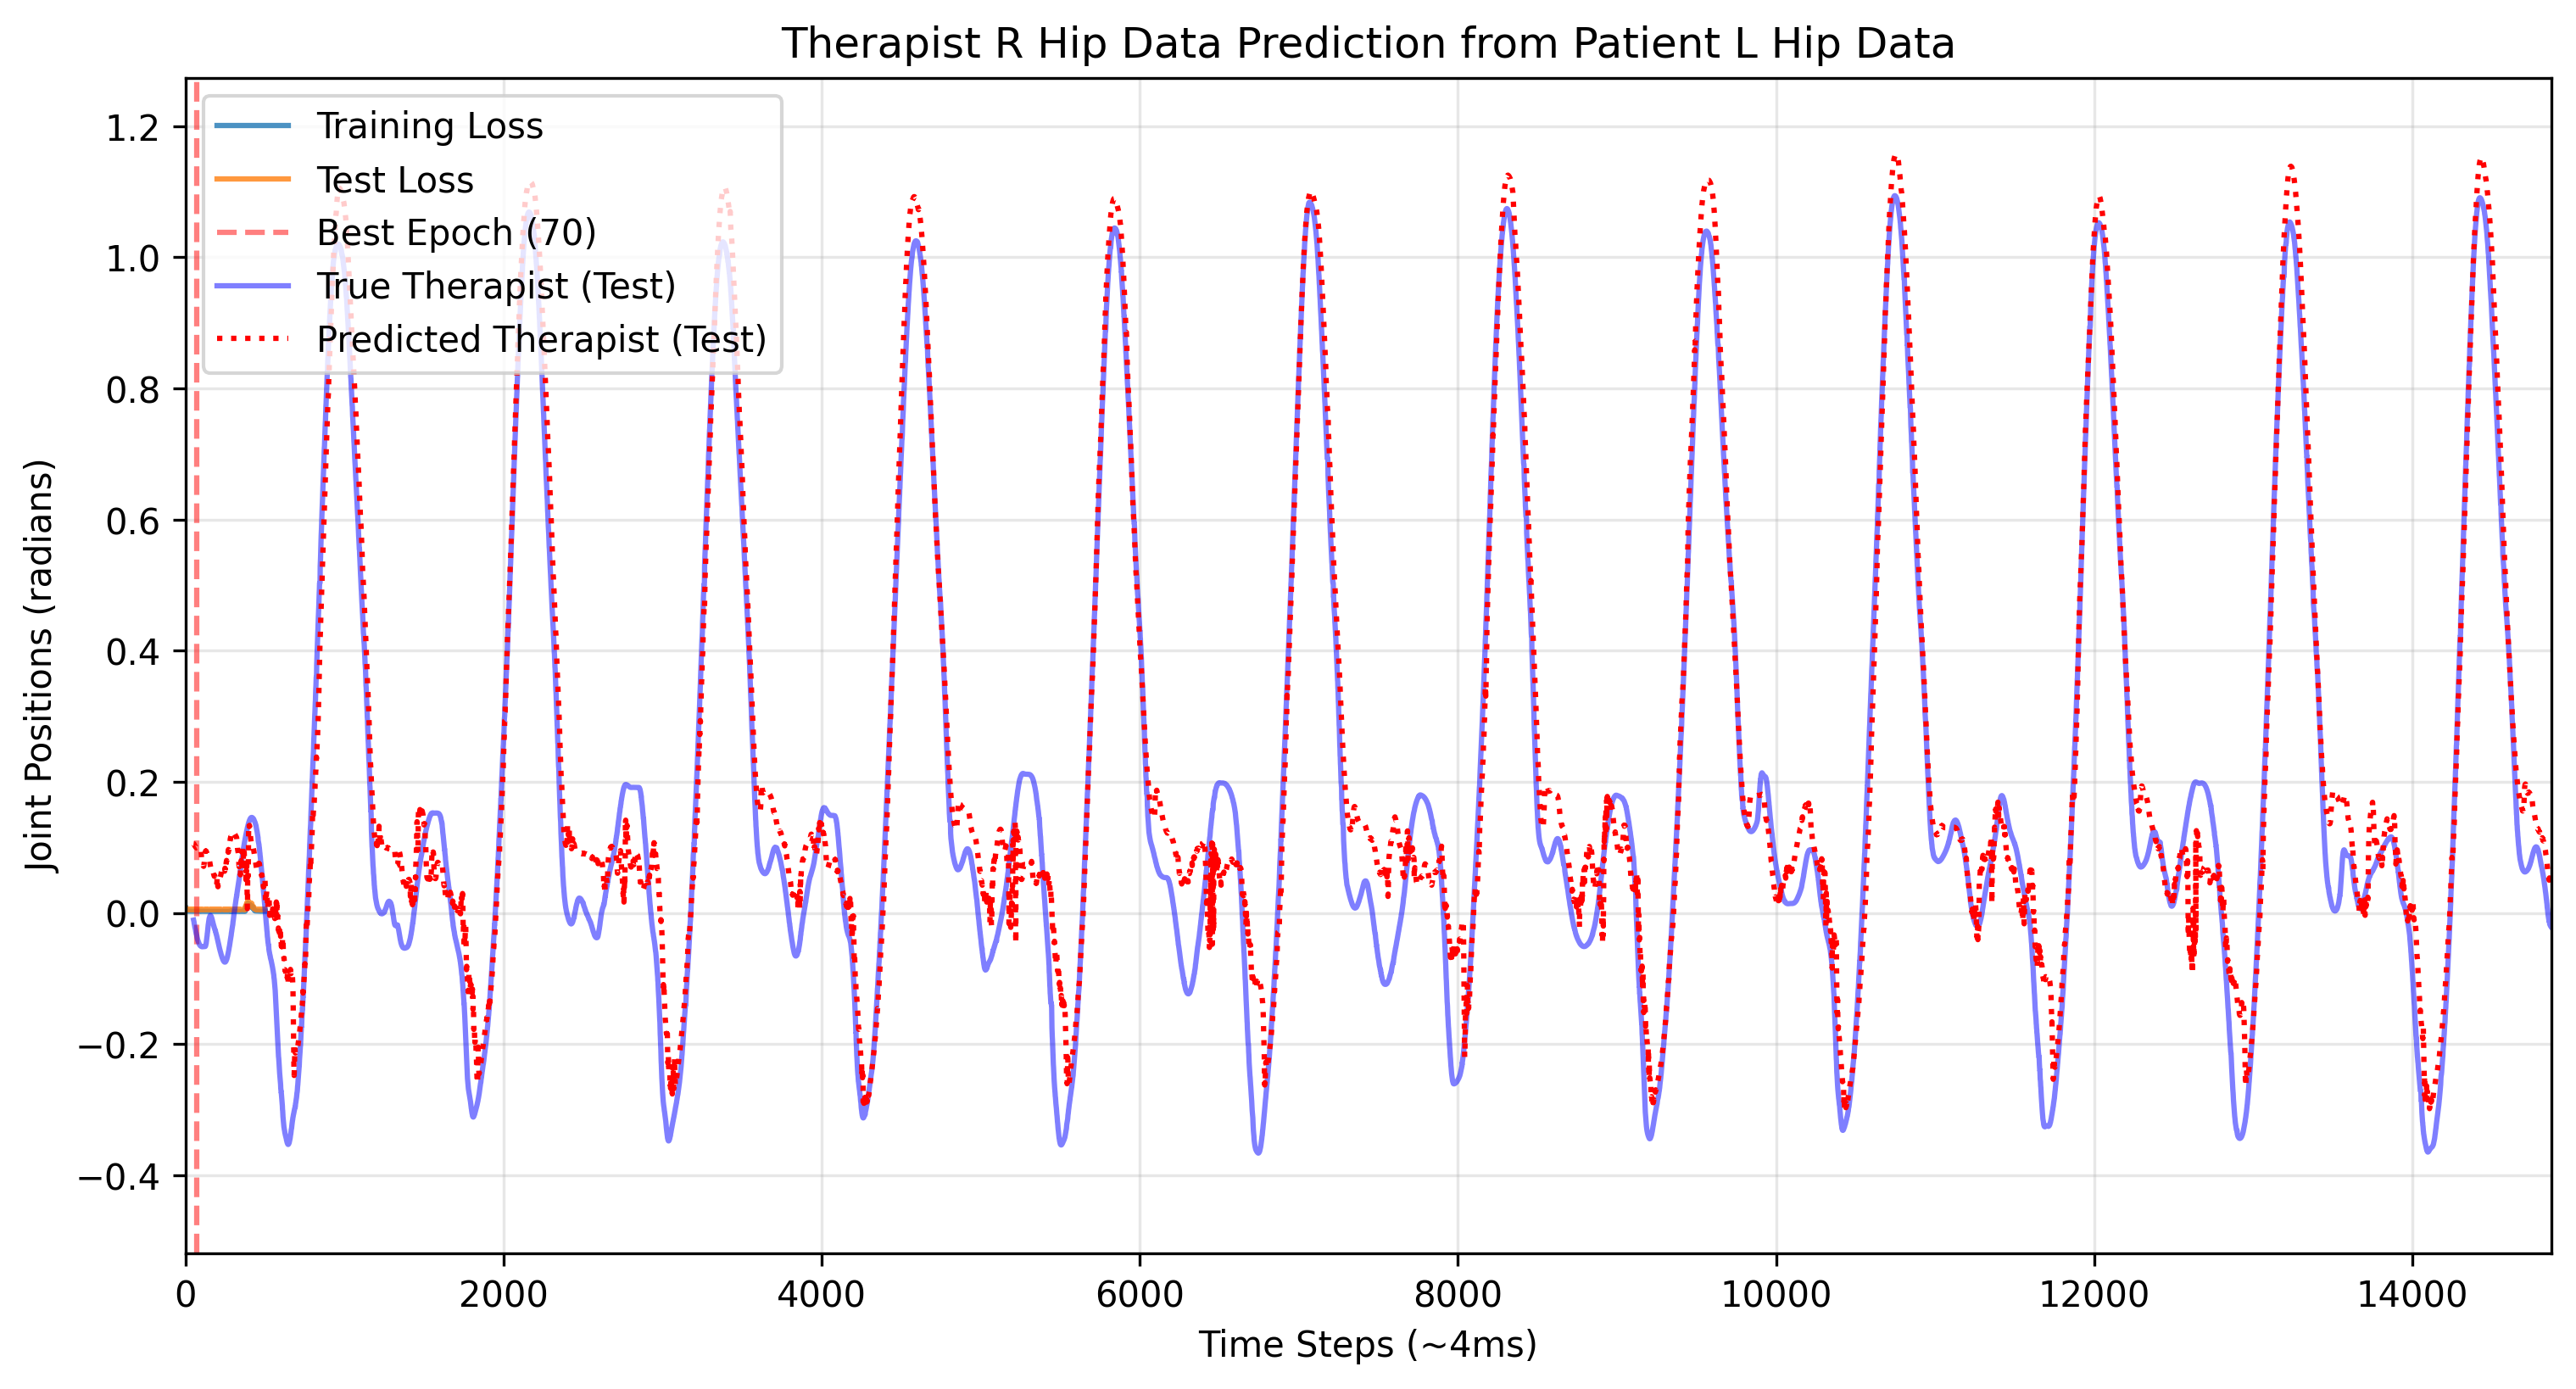 Therapist R Hip Data Prediction from Patient L Hip Data
Training Loss
Test Loss
Best Epoch (70)
True Therapist (Test)
Predicted Therapist (Test)
Joint Positions (radians)
1.2
1.0
0.8
0.6
0.4
0.2
0.0
−0.2
−0.4
0 2000 4000 6000 8000 10000 12000 14000
Time Steps (~4ms)